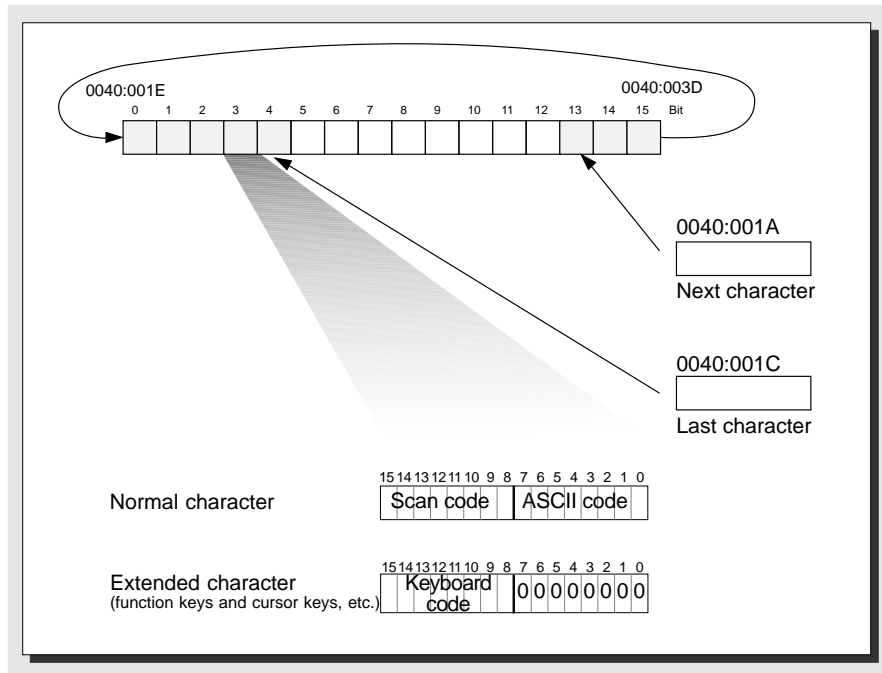 0040:001E 0040:003D
0 1 2 3 4 5 6 7 8 9 10 11 12 13 14 15 Bit
0040:001A
Next character
0040:001C
Last character
15 14 13 12 11 10 9 8 7 6 5 4 3 2 1 0
Normal character Scan code ASCII code
15 14 13 12 11 10 9 8 7 6 5 4 3 2 1 0
Extended character Keyboard
(function keys and cursor keys, etc.) code 0 0 0 0 0 0 0 0